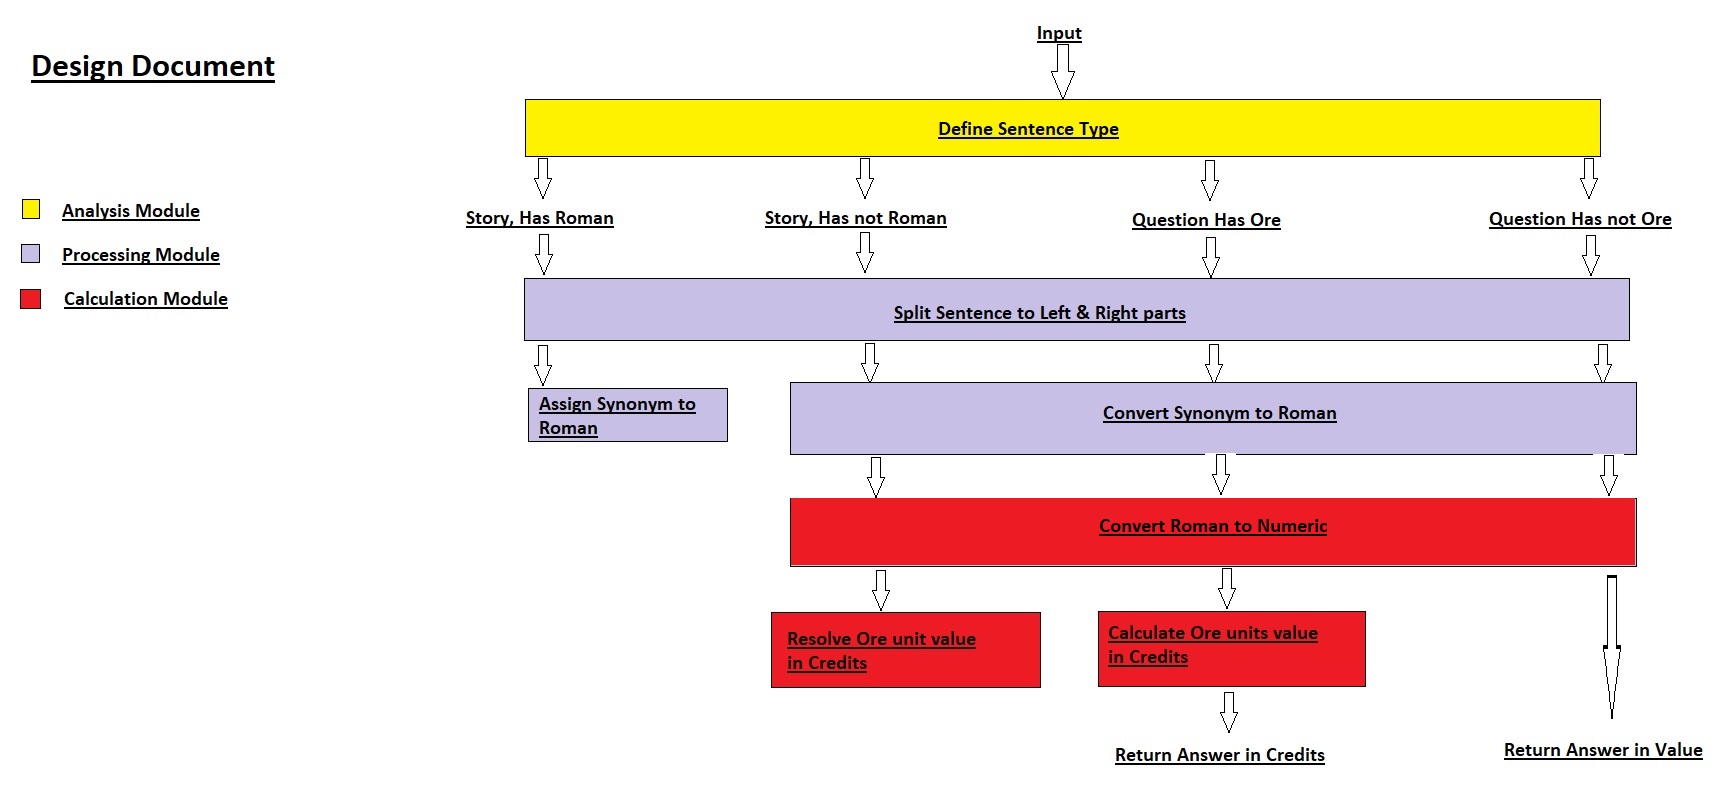 Input
Design Document
Define Sentence Type
Analysis Module
Story, Has Roman
Story, Has not Roman
Question Has Ore
Question Has not Ore
Processing Module
Calculation Module
Split Sentence to Left & Right parts
Assign Synonym to
Roman
Convert Synonym to Roman
Convert Roman to Numeric
Resolve Ore unit value
in Credits
Calculate Ore units value
in Credits
Return Answer in Credits
Return Answer in Value